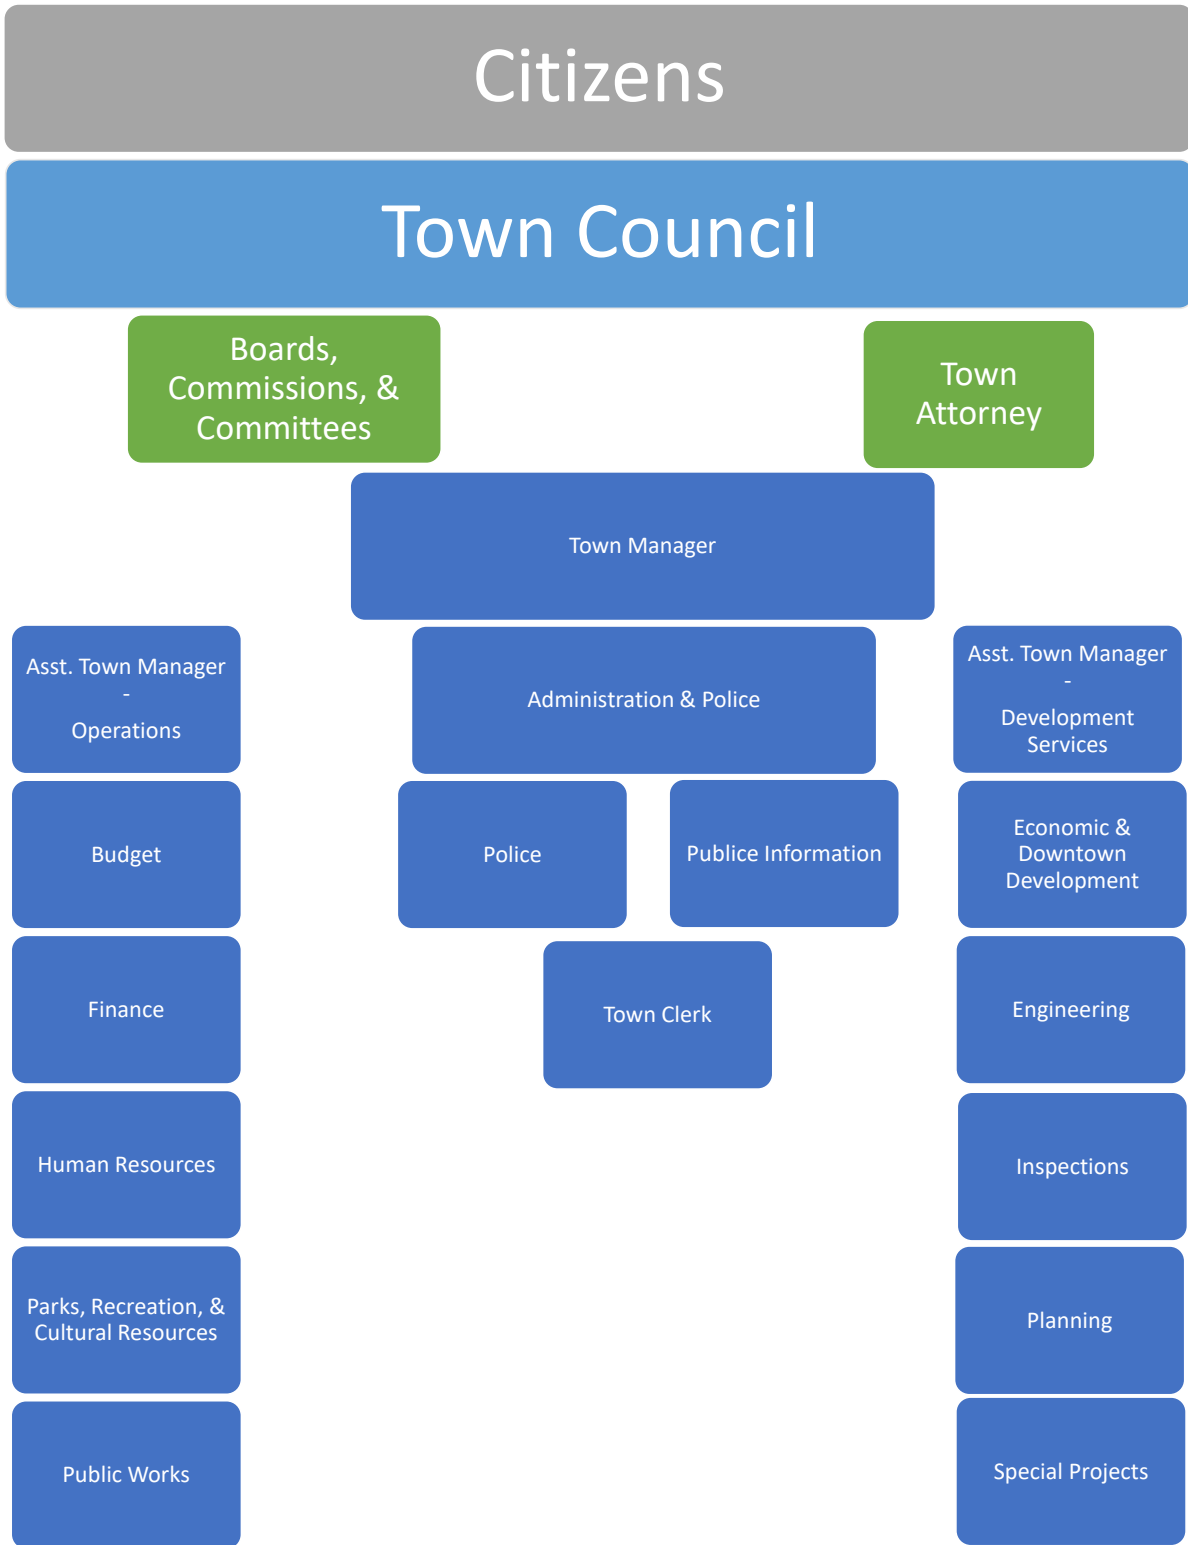 Citizens
Town Council
Boards,
Commissions, &
Committees
Town
Attorney
Town Manager
Asst. Town Manager
-
Operations
Administration & Police
Asst. Town Manager
-
Development
Services
Budget
Police
Publice Information
Economic &
Downtown
Development
Finance
Town Clerk
Engineering
Human Resources
Inspections
Parks, Recreation, &
Cultural Resources
Planning
Public Works
Special Projects